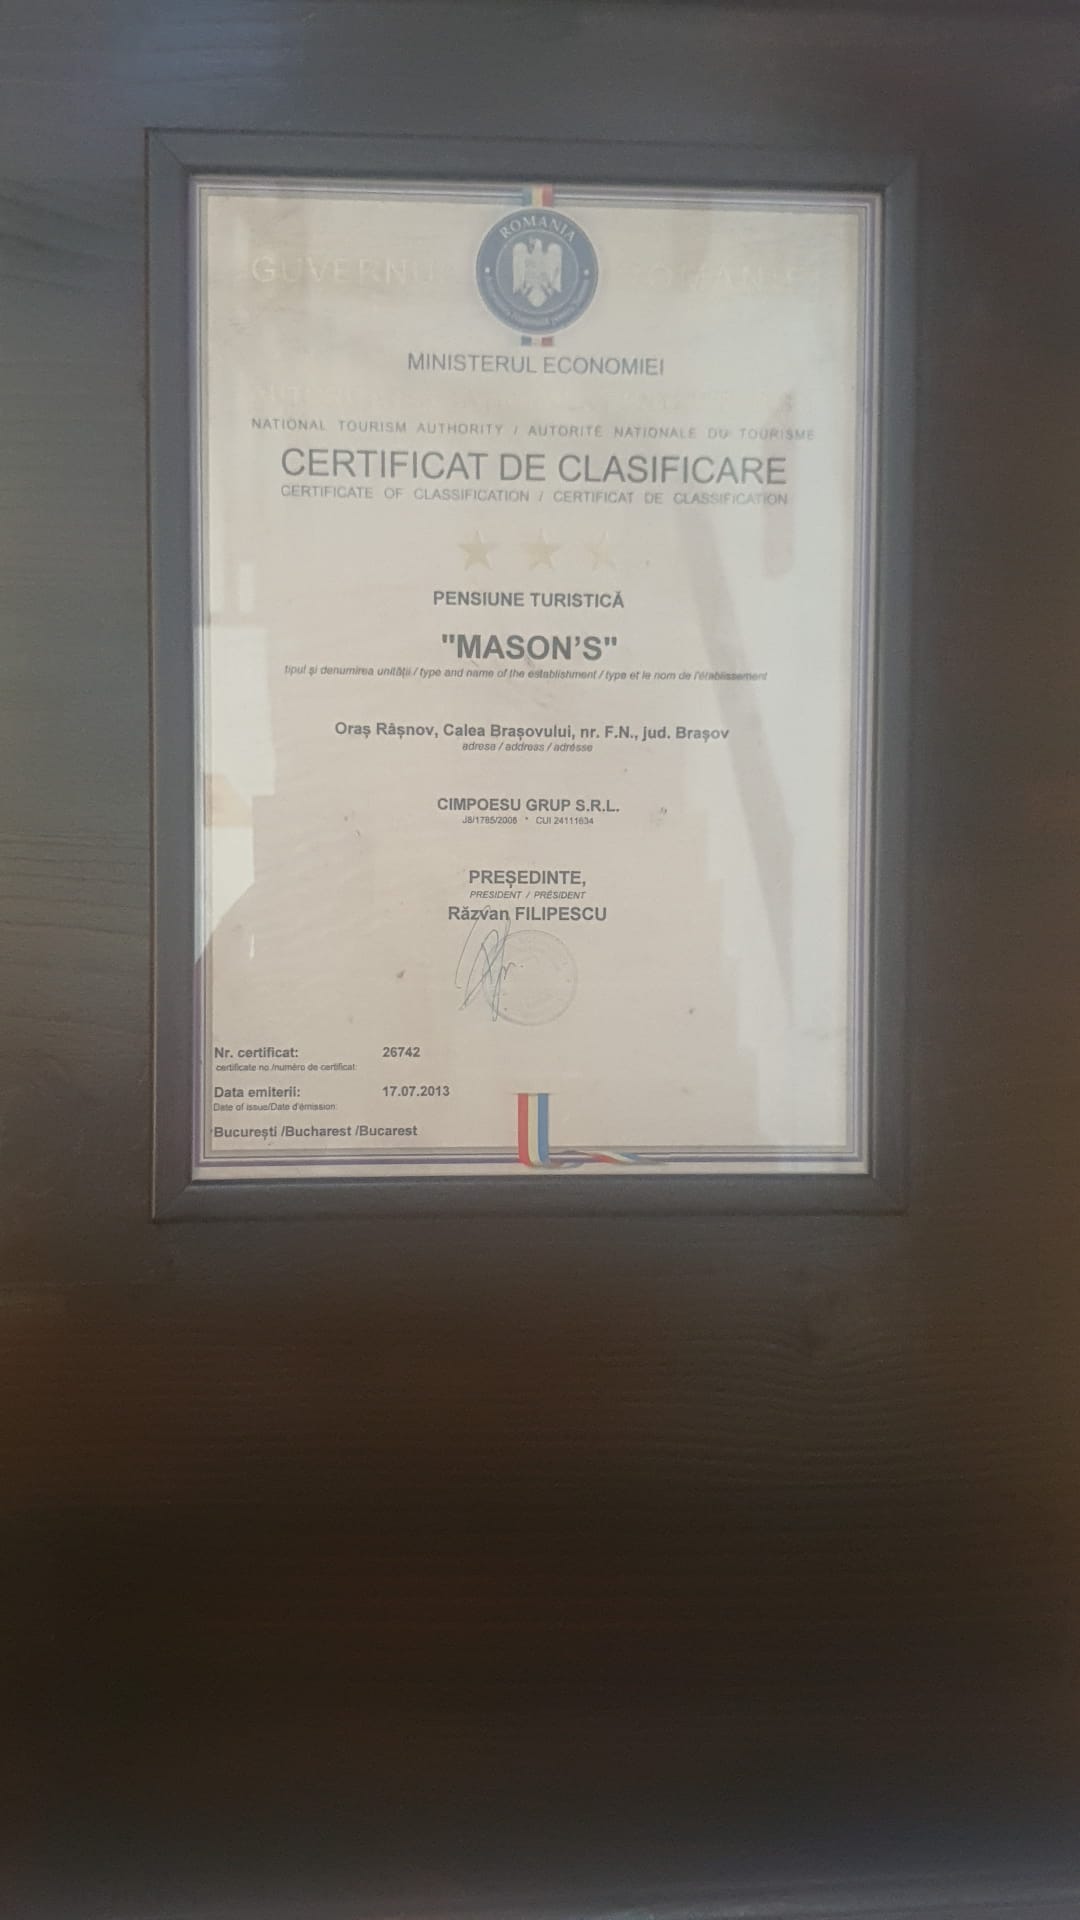 ROMANIA
GUVERNU OMANIE
MINISTERUL ECONOMIEI
NATIONAL TOURISM AUTHORITY / AUTORITE NATIONALE DU TOURISME
CERTIFICAT DE CLASIFICARE
CERTIFICATE OF CLASSIFICATION / CERTIFICAT DE CLASSIFICATION
PENSIUNE TURISTICĂ
"MASON'S"
tipul și denumirea unității / type and name of the establishment / type et le nom de l'établissement
Oraș Râșnov, Calea Brașovului, nr. F.N., jud. Brașov
adresa / address / adrésse
CIMPOESU GRUP S.R.L.
J8/1785/2008 * CUI 24111634
PREȘEDINTE,
PRESIDENT / PRÉSIDENT
Răzvan FILIPESCU
Nr. certificat: 26742
certificate no./numéro de certificat:
Data emiterii: 17.07.2013
Date of issue/Date d'émission:
București /Bucharest /Bucarest